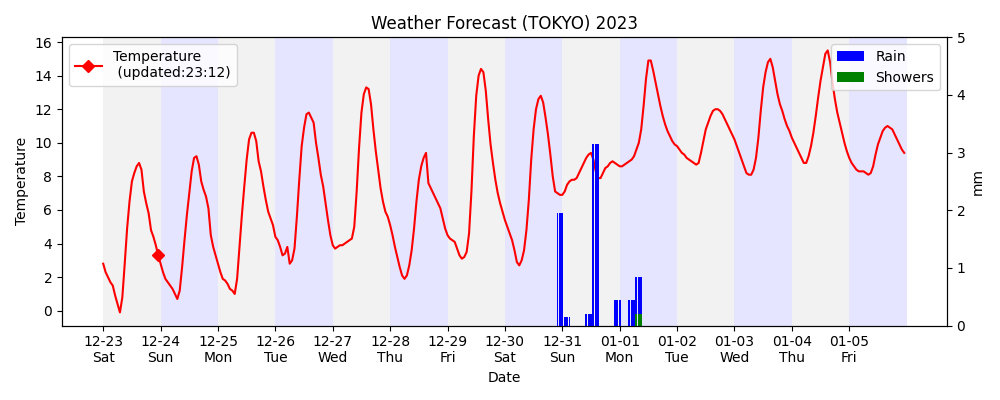 Weather Forecast (TOKYO) 2023
Temperature
(updated:23:12)
Rain
Showers
Temperature
16
14
12
10
8
6
4
2
0
5
4
3
2
1
0
mm
12-23 12-24 12-25 12-26 12-27 12-28 12-29 12-30 12-31 01-01 01-02 01-03 01-04 01-05
Sat Sun Mon Tue Wed Thu Fri Sat Sun Mon Tue Wed Thu Fri
Date